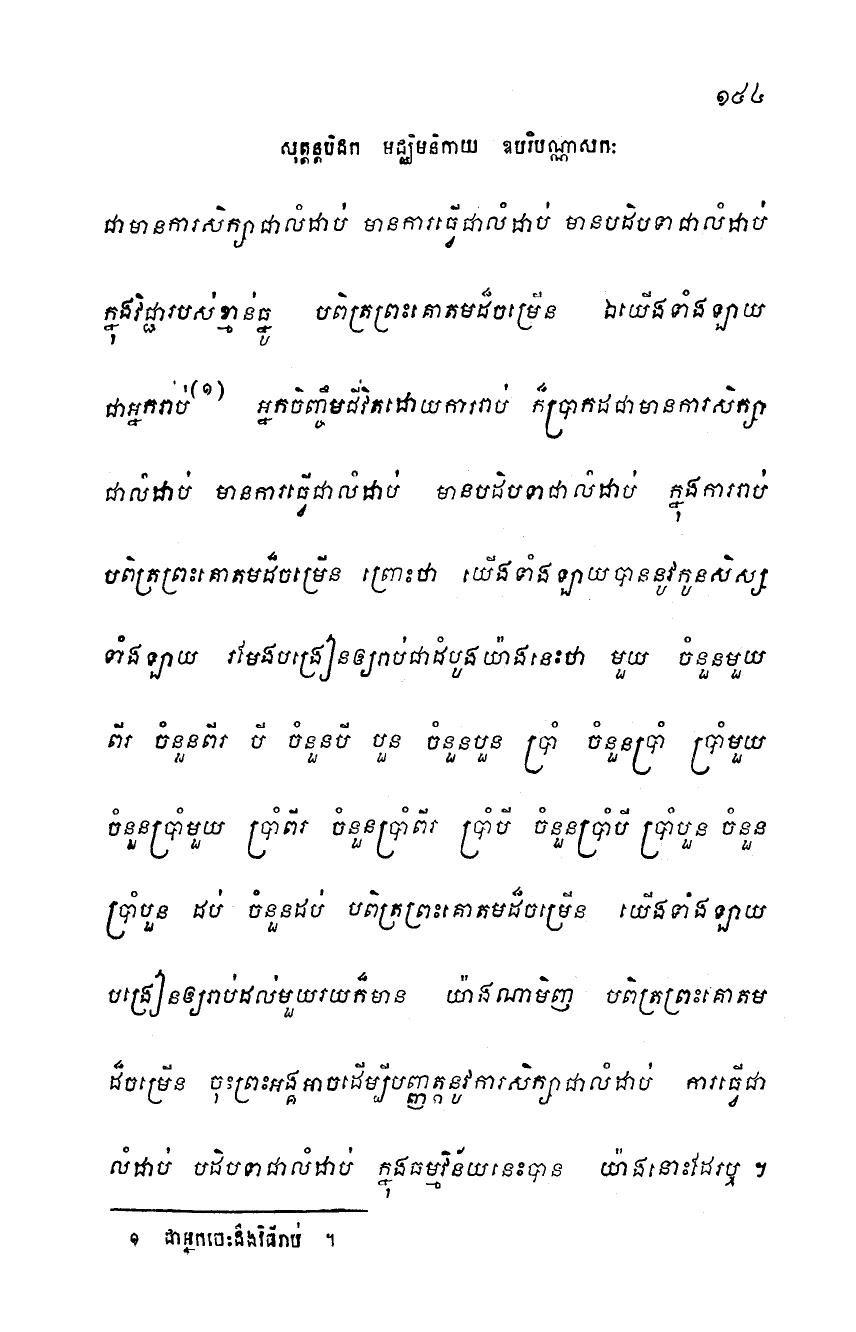 ១៥៤
សុត្តន្តបិដក មជ្ឈិមនិកាយ ឧបរិបណ្ណាសក:
ជាមានការសិក្សាជាលំដាប់ មានការធ្វើជាលំដាប់ មានបដិបទាជាលំដាប់
ក្នុងវិជ្ជារបស់ខ្មាន់ធ្នូ បពិត្រព្រះគោតមដ៏ចម្រើន ឯយើងទាំងឡាយ
ជាអ្នករាប់(១) អ្នកចិញ្ចឹមជីវិតដោយការរាប់ ក៏ប្រាកដជាមានការសិក្សា
ជាលំដាប់ មានការធ្វើជាលំដាប់ មានបដិបទាជាលំដាប់ ក្នុងការរាប់
បពិត្រព្រះគោតមដ៏ចម្រើន ព្រោះថា យើងទាំងឡាយបាននូវកូនសិស្ស
ទាំងឡាយ រមែងបង្រៀនឲ្យរាប់ជាដំបូងយ៉ាងនេះថា មួយ ចំនួនមួយ
ពីរ ចំនួនពីរ បី ចំនួនបី បួន ចំនួនបួន ប្រាំ ចំនួនប្រាំ ប្រាំមួយ
ចំនួនប្រាំមួយ ប្រាំពីរ ចំនួនប្រាំពីរ ប្រាំបី ចំនួនប្រាំបី ប្រាំបួន ចំនួន
ប្រាំបួន ដប់ ចំនួនដប់ បពិត្រព្រះគោតមដ៏ចម្រើន យើងទាំងឡាយ
បង្រៀនឲ្យរាប់ដល់មួយរយក៏មាន យ៉ាងណាមិញ បពិត្រព្រះគោតម
ដ៏ចម្រើន ចុះព្រះអង្គអាចដើម្បីបញ្ញត្តនូវការសិក្សាជាលំដាប់ ការធ្វើជា
លំដាប់ បដិបទាជាលំដាប់ ក្នុងធម្មវិន័យនេះបាន យ៉ាងនោះដែរឬ ។
១ ជាអ្នកចេះដឹងវិធីរាប់ ។